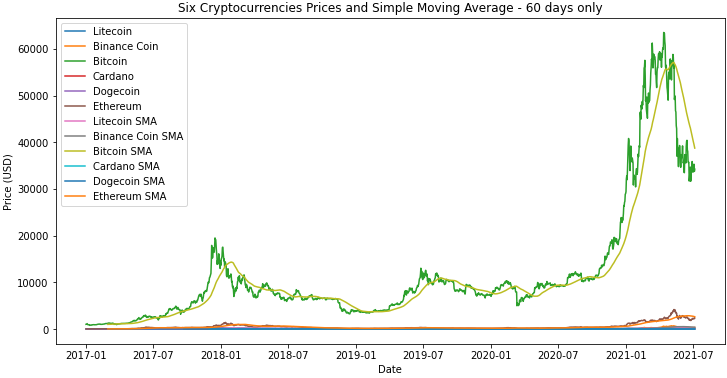 Six Cryptocurrencies Prices and Simple Moving Average - 60 days only
Litecoin
Binance Coin
Bitcoin
Cardano
Dogecoin
Ethereum
Litecoin SMA
Binance Coin SMA
Bitcoin SMA
Cardano SMA
Dogecoin SMA
Ethereum SMA
Price (USD)
60000
50000
40000
30000
20000
10000
0
2017-01 2017-07 2018-01 2018-07 2019-01 2019-07 2020-01 2020-07 2021-01 2021-07
Date